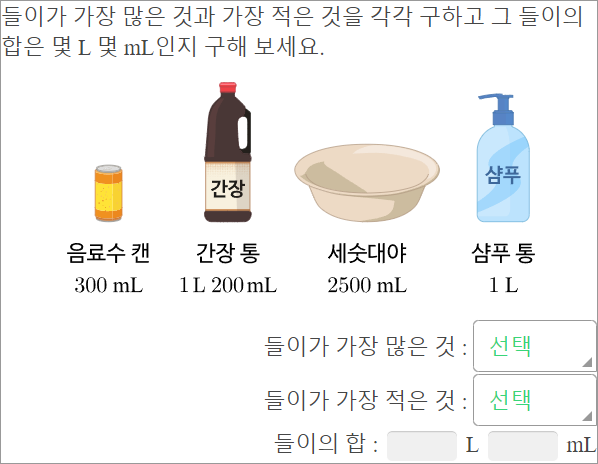 들이가 가장 많은 것과 가장 적은 것을 각각 구하고 그 들이의
합은 몇 L 몇 mL인지 구해 보세요.
간장
샴푸
음료수 캔 간장 통 세숫대야 샴푸 통
300 mL 1 L 200 mL 2500 mL 1 L
들이가 가장 많은 것 : 선택
들이가 가장 적은 것 : 선택
들이의 합 : L mL